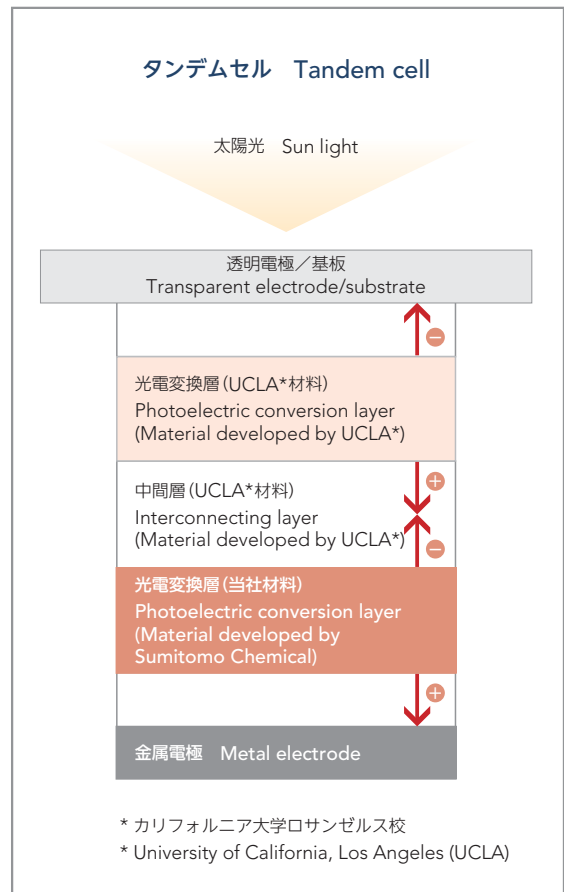 タンデムセル Tandem cell
太陽光 Sun light
透明電極／基板
Transparent electrode/substrate
−
光電変換層(UCLA*材料)
Photoelectric conversion layer
(Material developed by UCLA*)
+
中間層(UCLA*材料)
Interconnecting layer
(Material developed by UCLA*)
−
光電変換層(当社材料)
Photoelectric conversion layer
(Material developed by
Sumitomo Chemical)
+
金属電極 Metal electrode
* カリフォルニア大学ロサンゼルス校
* University of California, Los Angeles (UCLA)